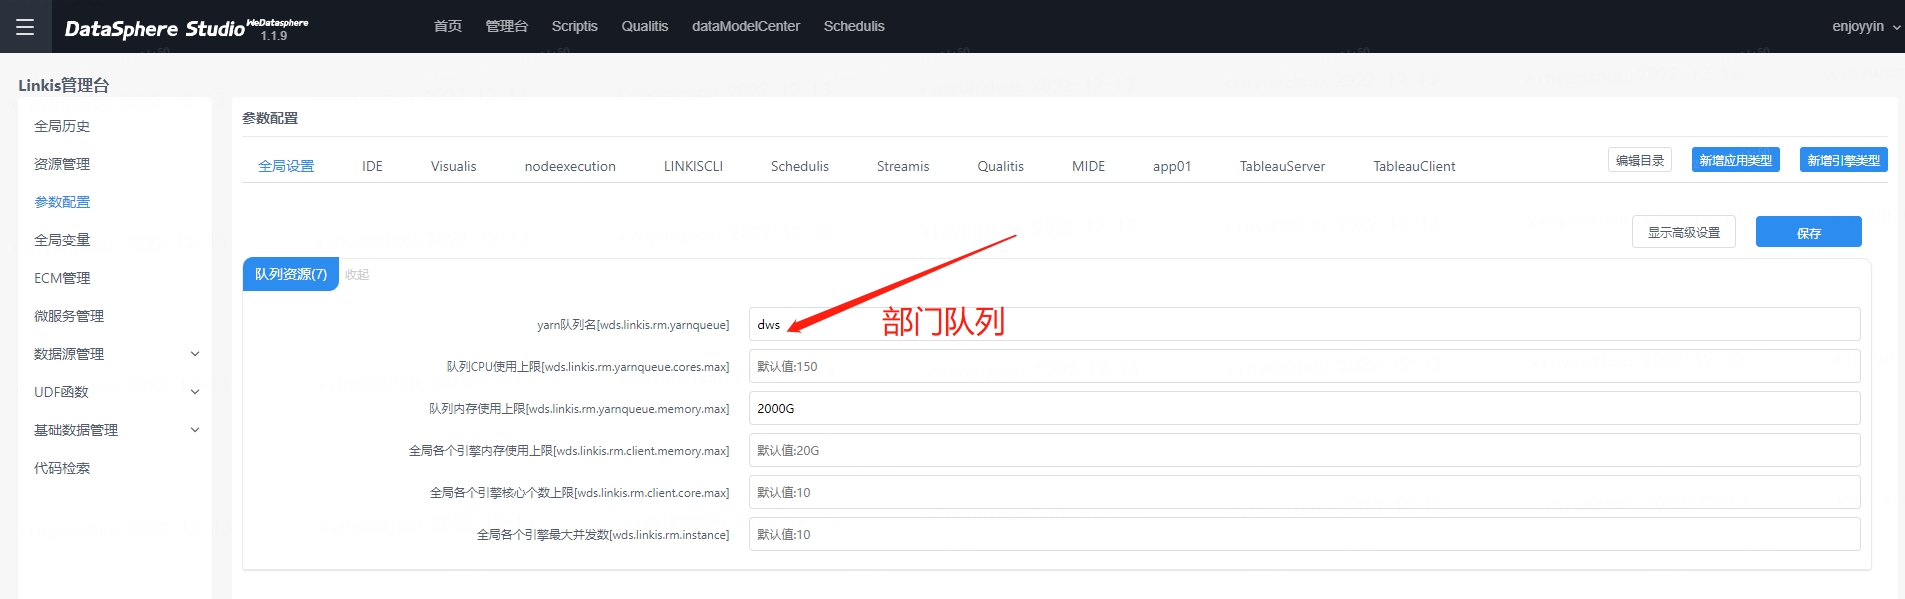 DataSphere Studio WeDatasphere 1.1.9
首页 管理台 Scriptis Qualitis dataModelCenter Schedulis
enjoyyin
Linkis管理台
全局历史
资源管理
参数配置
全局变量
ECM管理
微服务管理
数据源管理
UDF函数
基础数据管理
代码检索
参数配置
全局设置 IDE Visualis nodeexecution LINKISCLI Schedulis Streamis Qualitis MIDE app01 TableauServer TableauClient
编辑目录 新增应用类型 新增引擎类型
显示高级设置 保存
队列资源(7) 收起
yarn队列名[wds.linkis.rm.yarnqueue] dws 部门队列
队列CPU使用上限[wds.linkis.rm.yarnqueue.cores.max] 默认值:150
队列内存使用上限[wds.linkis.rm.yarnqueue.memory.max] 2000G
全局各个引擎内存使用上限[wds.linkis.rm.client.memory.max] 默认值:20G
全局各个引擎核心个数上限[wds.linkis.rm.client.core.max] 默认值:10
全局各个引擎最大并发数[wds.linkis.rm.instance] 默认值:10